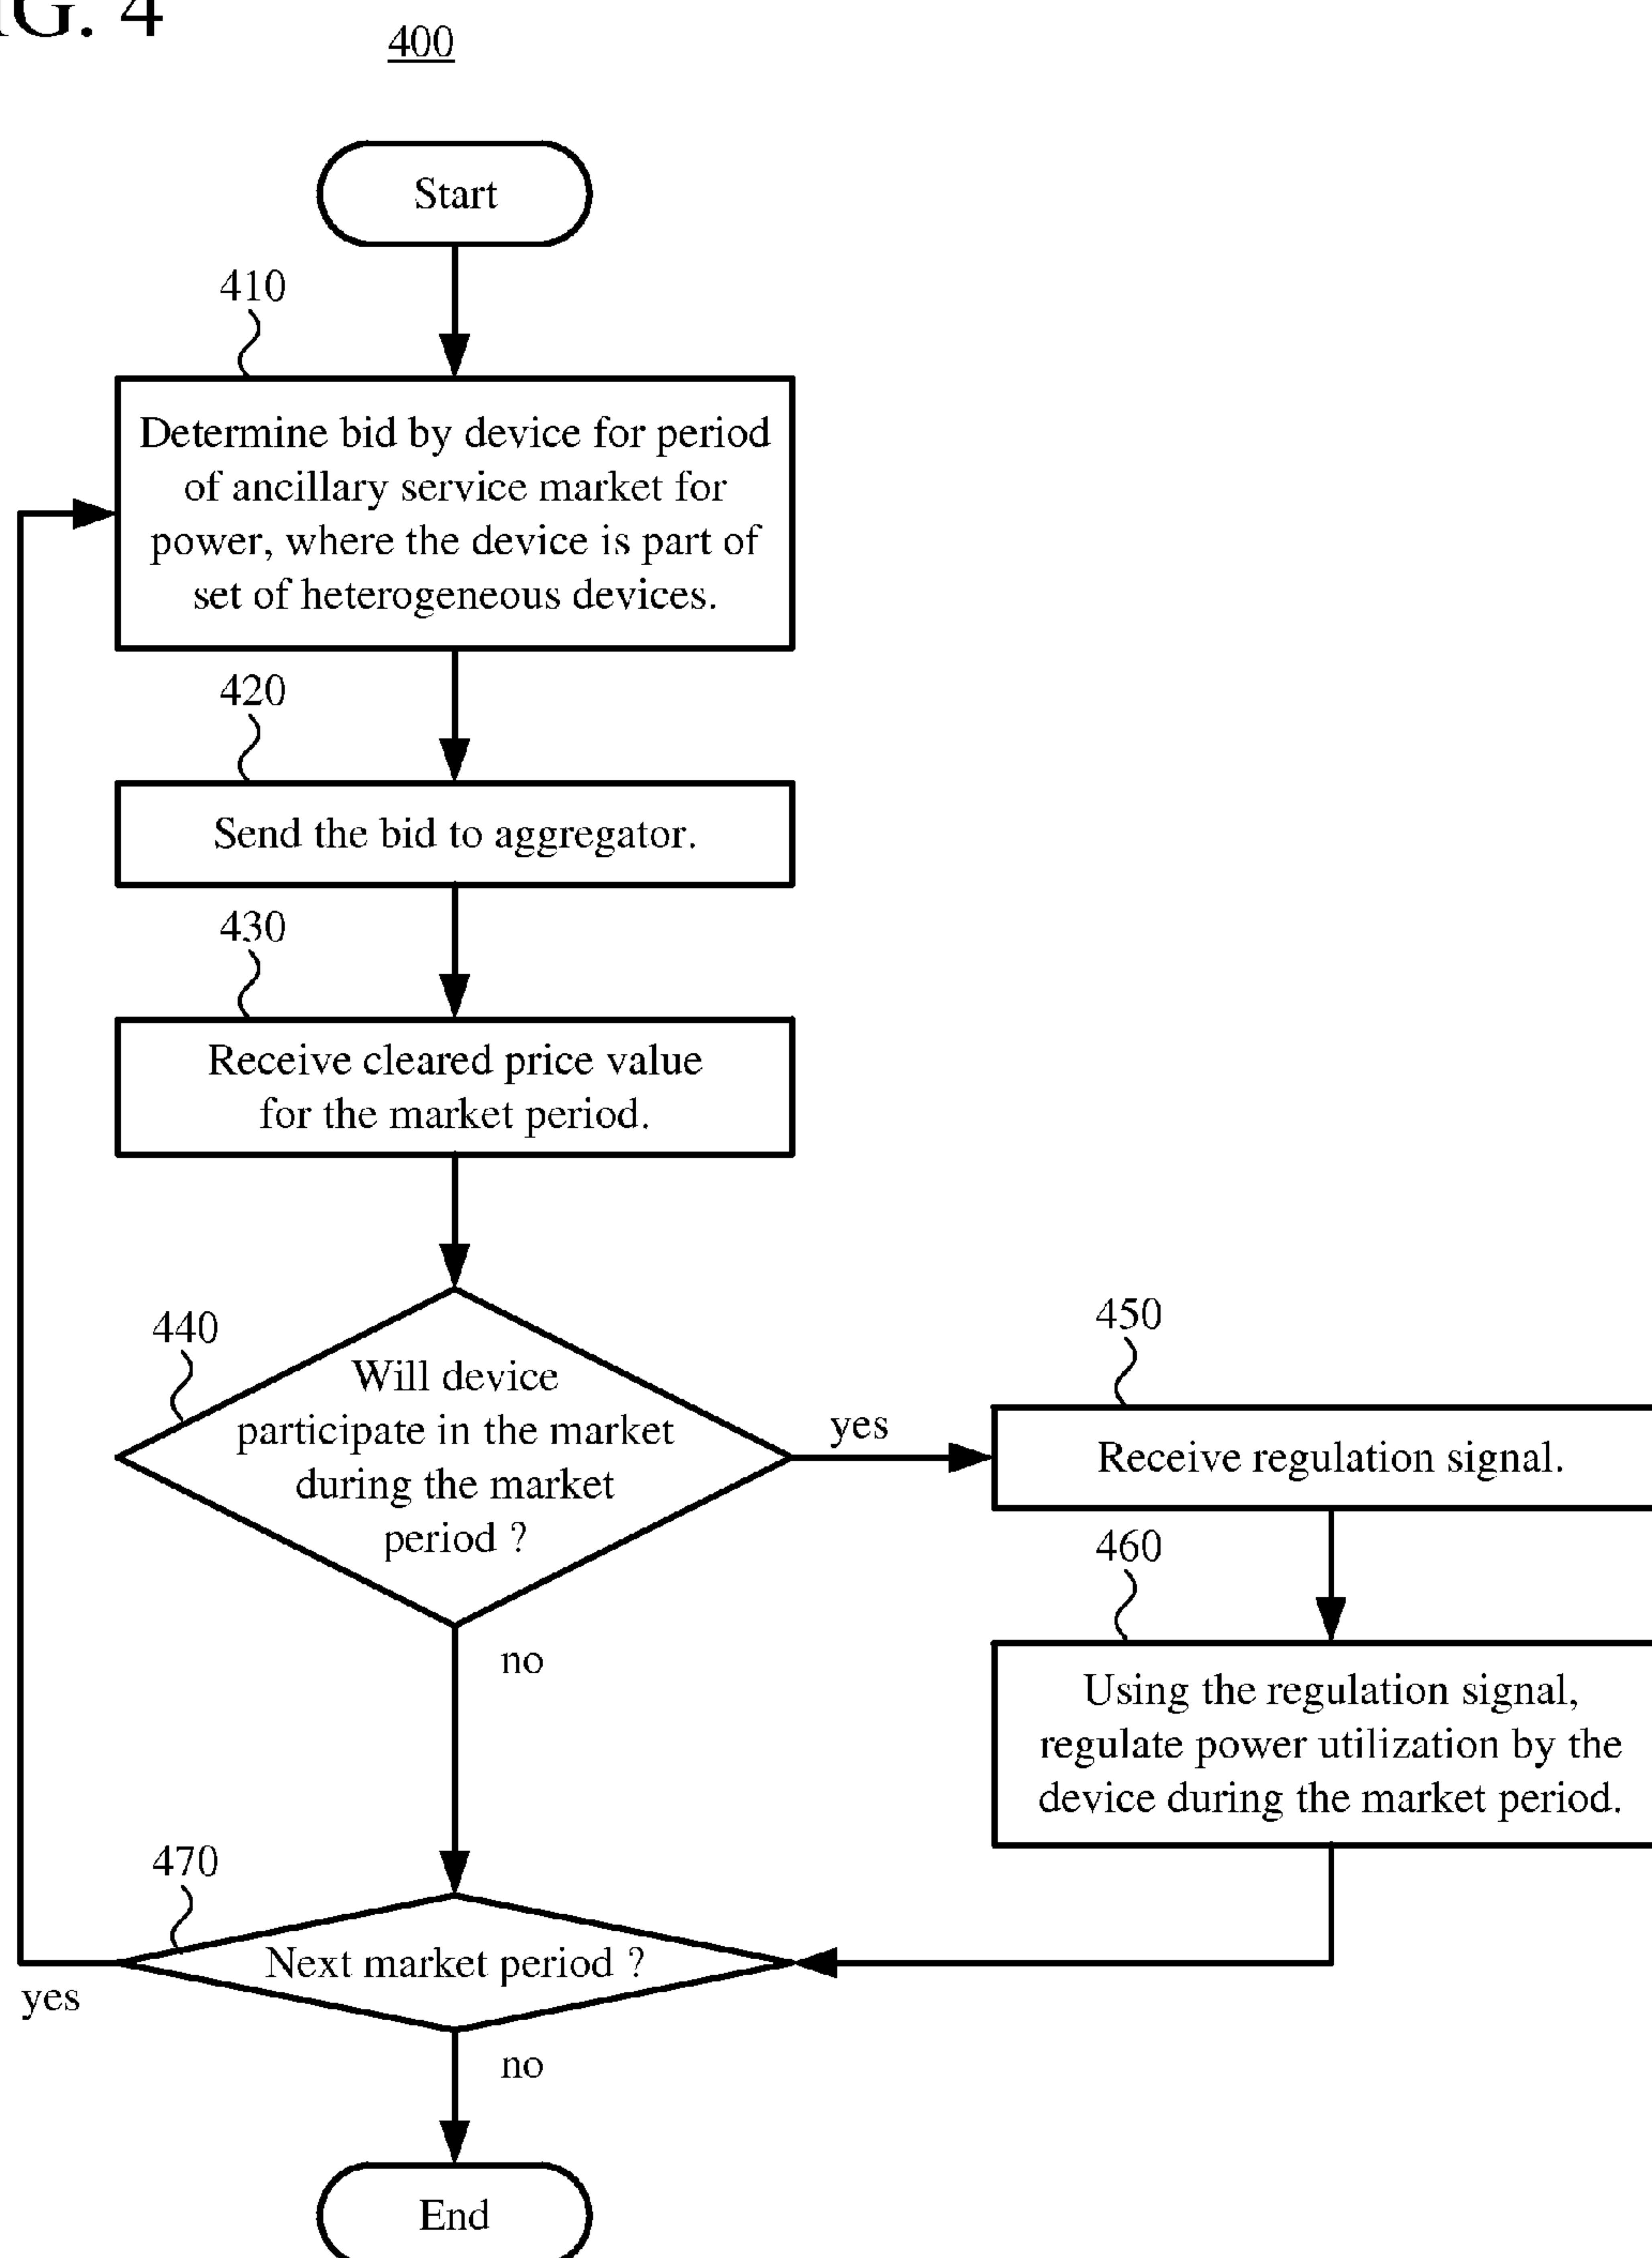 FIG. 4
400
Start
410
Determine bid by device for period
of ancillary service market for
power, where the device is part of
set of heterogeneous devices.
420
Send the bid to aggregator.
430
Receive cleared price value
for the market period.
440
Will device
participate in the market
during the market
period ?
yes
no
450
Receive regulation signal.
460
Using the regulation signal,
regulate power utilization by the
device during the market period.
470
Next market period ?
yes
no
End